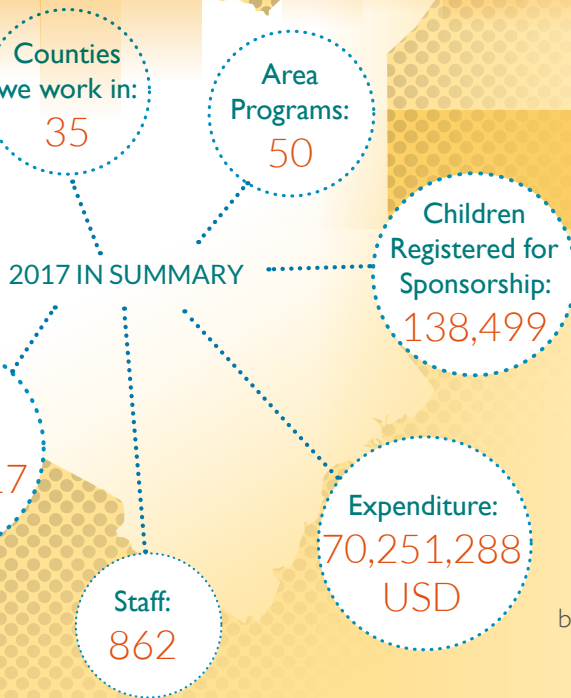 Counties
we work in:
35
Area
Programs:
50
Children
Registered for
Sponsorship:
138,499
2017 IN SUMMARY
7
Expenditure:
70,251,288
USD
Staff:
862
b